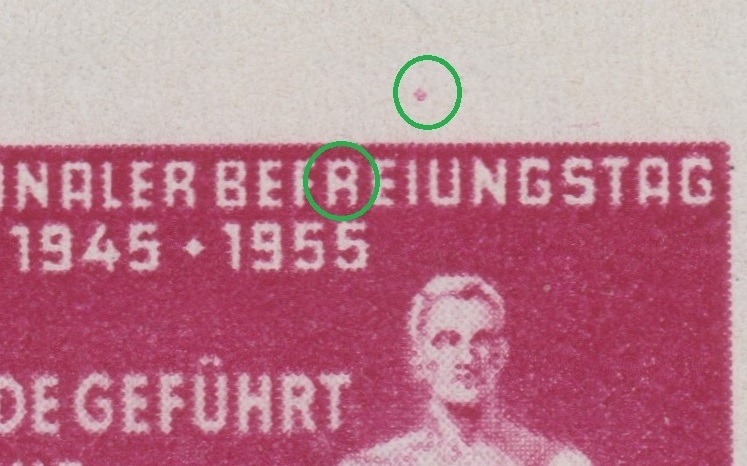 NALER BEFREIUNGSTAG
1945 • 1955
DE GEFÜHRT